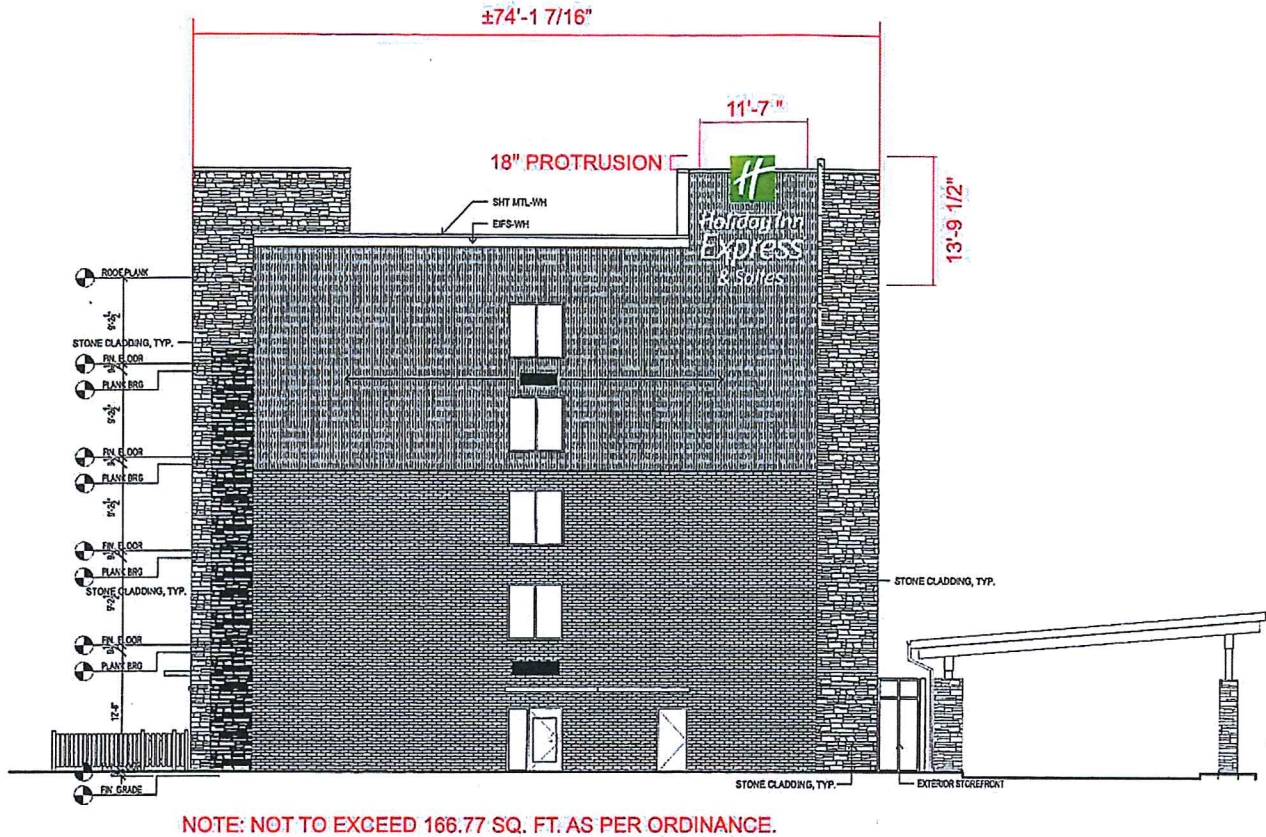 ±74'-1 7/16"
11'-7 "
18" PROTRUSION
13'-9 1/2"
H
Holiday Inn
Express
& Suites
SHT MTL-WH
EIFS-WH
ROOF PLANK
STONE CLADDING, TYP.
FIN. FLOOR
PLANK BRG
FIN. FLOOR
PLANK BRG
FIN. FLOOR
PLANK BRG
STONE CLADDING, TYP.
STONE CLADDING, TYP.
FIN. FLOOR
PLANK BRG
12'-8"
FIN. GRADE
STONE CLADDING, TYP.
EXTERIOR STOREFRONT
NOTE: NOT TO EXCEED 166.77 SQ. FT. AS PER ORDINANCE.